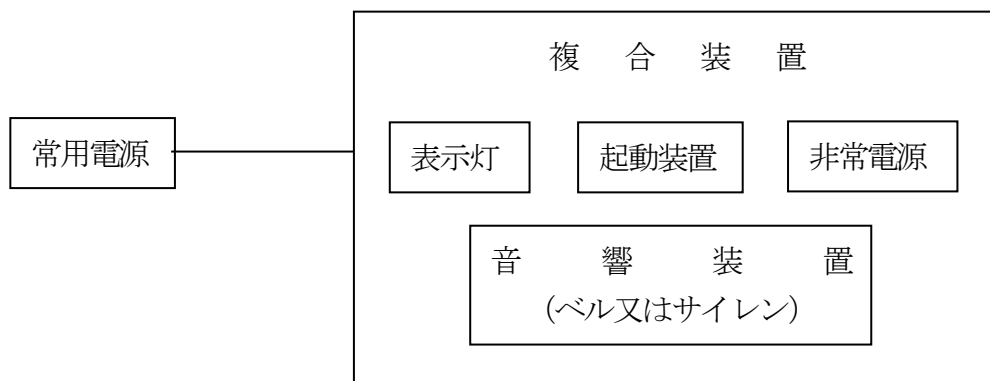 複合装置
常用電源
表示灯
起動装置
非常電源
音響装置
(ベル又はサイレン)